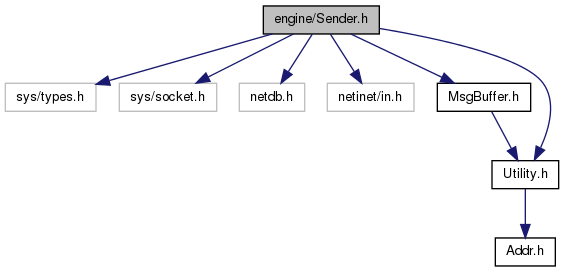 engine/Sender.h
sys/types.h
sys/socket.h
netdb.h
netinet/in.h
MsgBuffer.h
Utility.h
Addr.h